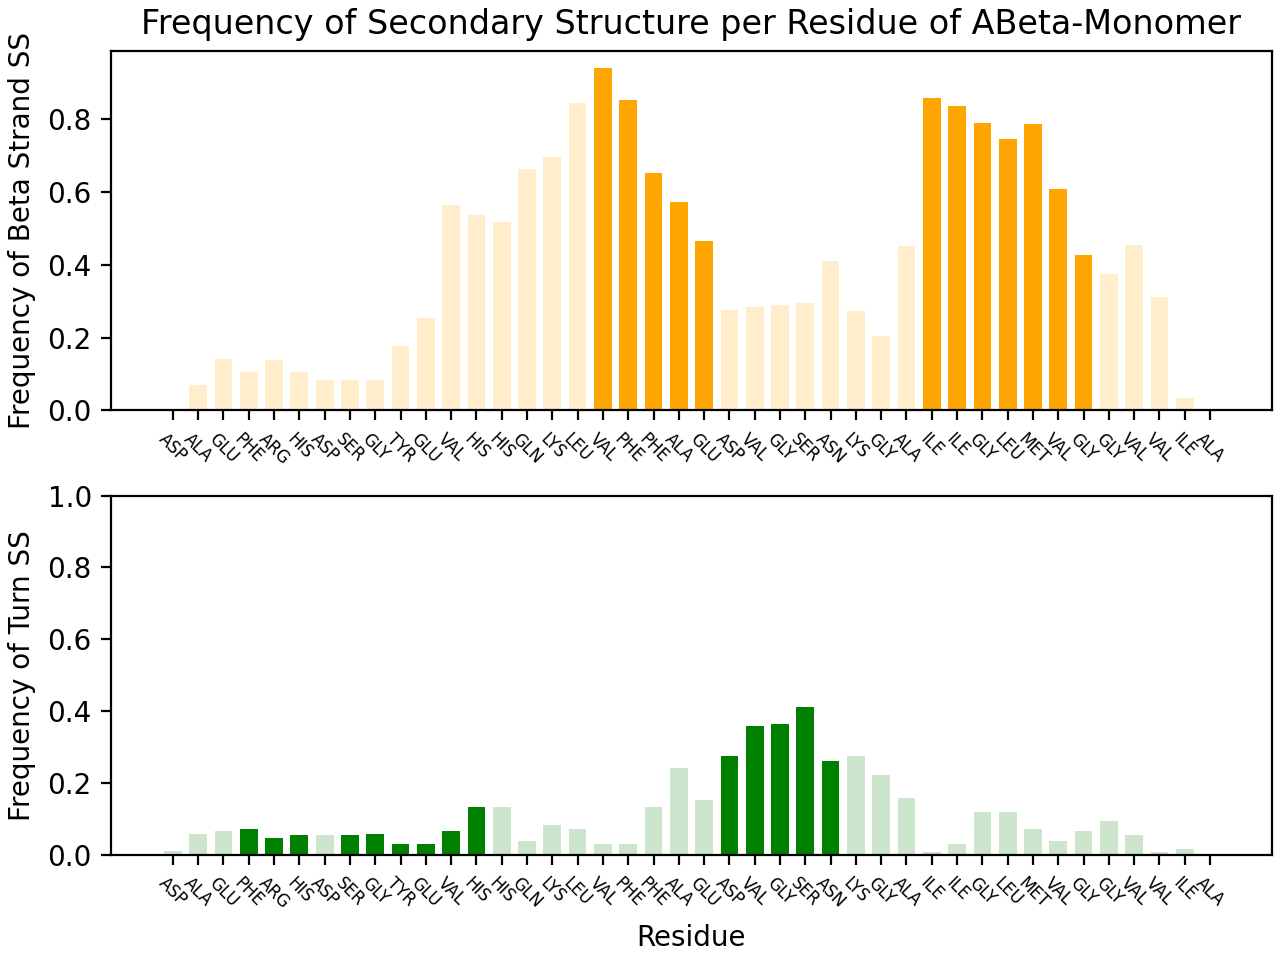 Frequency of Secondary Structure per Residue of ABeta-Monomer
Frequency of Beta Strand SS
0.8
0.6
0.4
0.2
0.0
ASP ALA GLU PHE ARG HIS ASP SER GLY TYR GLU VAL HIS HIS GLN LYS LEU VAL PHE PHE ALA GLU ASP VAL GLY SER ASN LYS GLY ALA ILE ILE GLY LEU MET VAL GLY GLY VAL VAL ILE ALA
Frequency of Turn SS
1.0
0.8
0.6
0.4
0.2
0.0
ASP ALA GLU PHE ARG HIS ASP SER GLY TYR GLU VAL HIS HIS GLN LYS LEU VAL PHE PHE ALA GLU ASP VAL GLY SER ASN LYS GLY ALA ILE ILE GLY LEU MET VAL GLY GLY VAL VAL ILE ALA
Residue